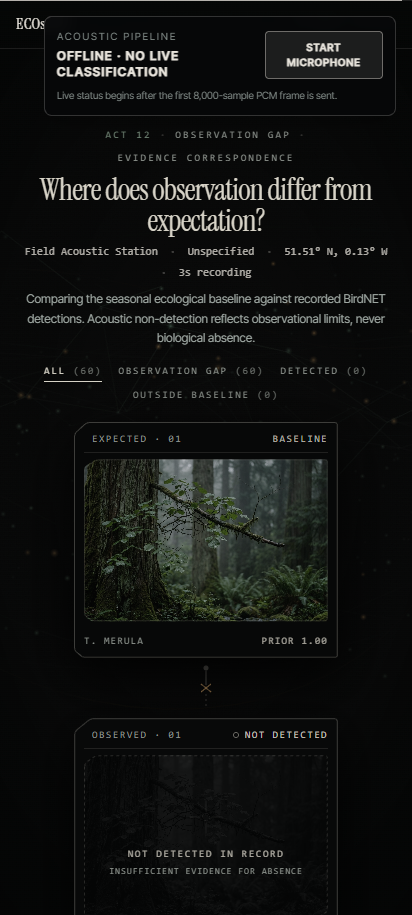 ECOs
ACOUSTIC PIPELINE
OFFLINE · NO LIVE
CLASSIFICATION
START
MICROPHONE
Live status begins after the first 8,000-sample PCM frame is sent.
ACT 12 · OBSERVATION GAP ·
EVIDENCE CORRESPONDENCE
Where does observation differ from
expectation?
Field Acoustic Station · Unspecified · 51.51° N, 0.13° W
· 3s recording
Comparing the seasonal ecological baseline against recorded BirdNET
detections. Acoustic non-detection reflects observational limits, never
biological absence.
ALL (60) OBSERVATION GAP (60) DETECTED (0)
OUTSIDE BASELINE (0)
EXPECTED · 01 BASELINE
T. MERULA PRIOR 1.00
OBSERVED · 01 NOT DETECTED
NOT DETECTED IN RECORD
INSUFFICIENT EVIDENCE FOR ABSENCE